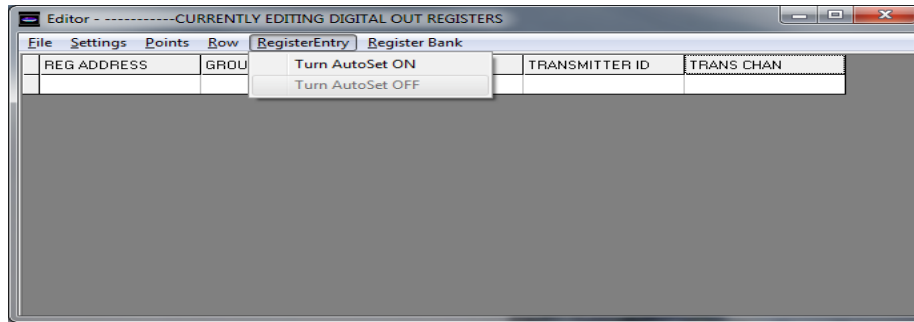 Editor - -----------CURRENTLY EDITING DIGITAL OUT REGISTERS
File Settings Points Row RegisterEntry Register Bank
REG ADDRESS GROU TRANSMITTER ID TRANS CHAN
Turn AutoSet ON
Turn AutoSet OFF